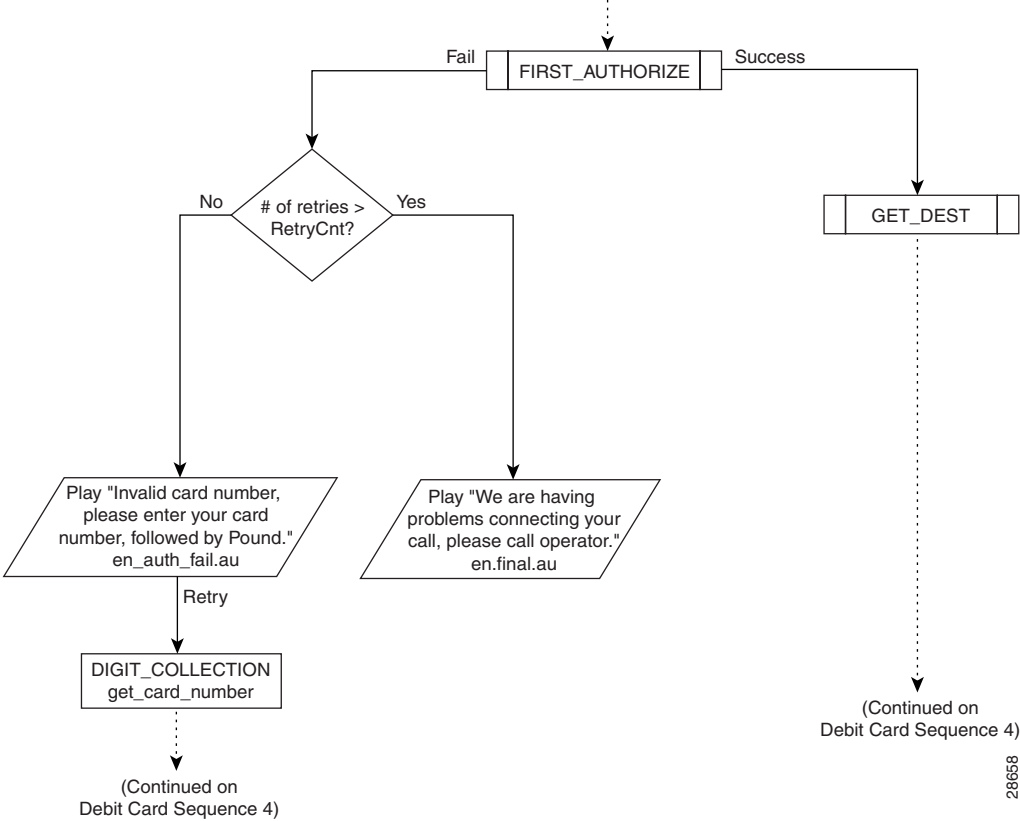 Fail
FIRST_AUTHORIZE
Success
No
# of retries >
RetryCnt?
Yes
GET_DEST
Play "Invalid card number,
please enter your card
number, followed by Pound."
en_auth_fail.au
Play "We are having
problems connecting your
call, please call operator."
en.final.au
Retry
DIGIT_COLLECTION
get_card_number
(Continued on
Debit Card Sequence 4)
(Continued on
Debit Card Sequence 4)
28658